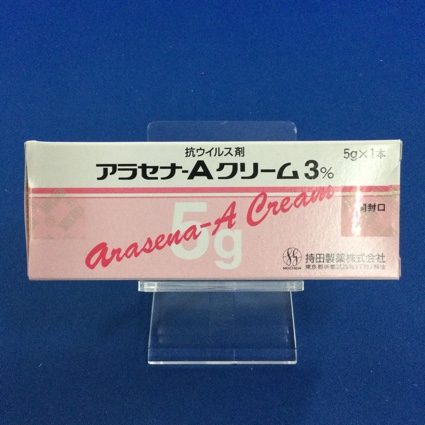 抗ウイルス剤
5g×1本
アラセナ-Aクリーム3%
Arasena-A Cream
開封口
5g
持田製薬株式会社